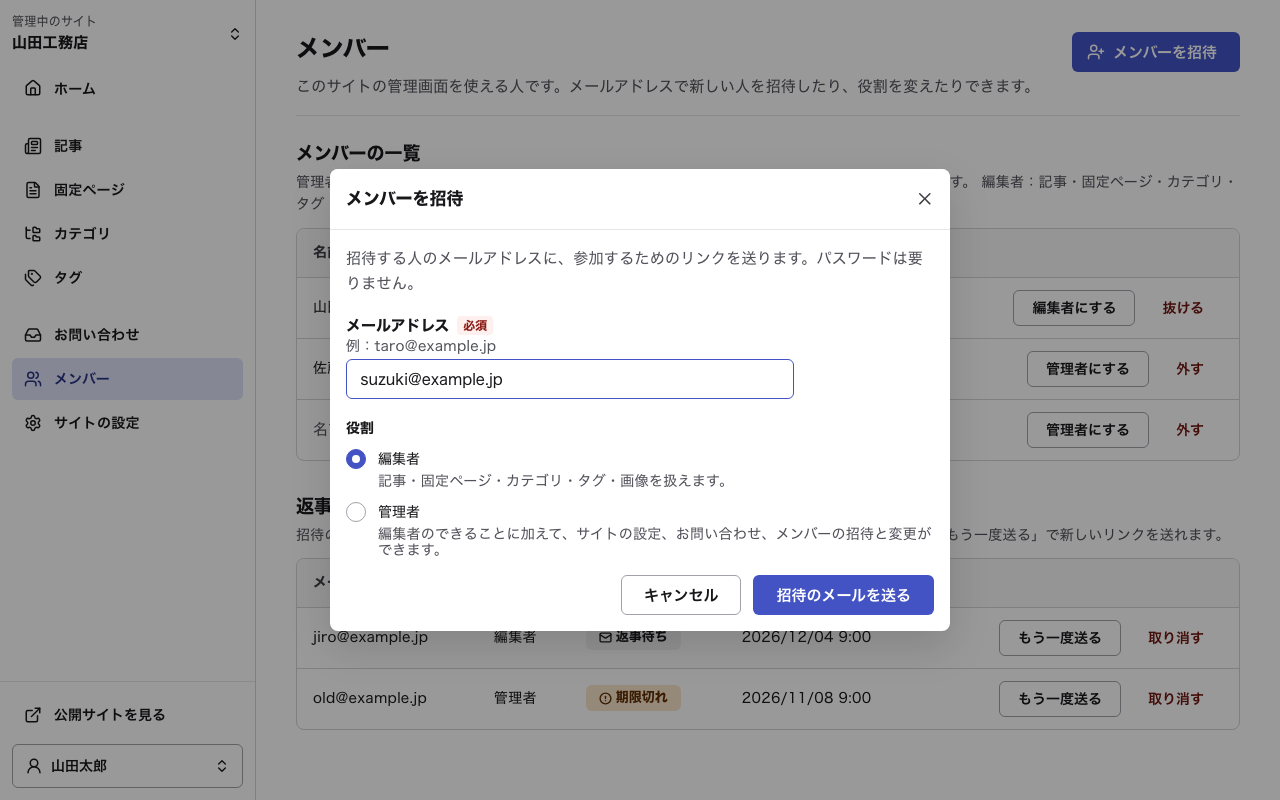 管理中のサイト
山田工務店
ホーム
記事
固定ページ
カテゴリ
タグ
お問い合わせ
メンバー
サイトの設定
公開サイトを見る
山田太郎
メンバー
メンバーを招待
このサイトの管理画面を使える人です。メールアドレスで新しい人を招待したり、役割を変えたりできます。
メンバーの一覧
管理者 す。 編集者：記事・固定ページ・カテゴリ・
タグ
編集者にする 抜ける
管理者にする 外す
管理者にする 外す
メンバーを招待
招待する人のメールアドレスに、参加するためのリンクを送ります。パスワードは要
りません。
メールアドレス 必須
例：taro@example.jp
suzuki@example.jp
役割
編集者
記事・固定ページ・カテゴリ・タグ・画像を扱えます。
管理者
編集者のできることに加えて、サイトの設定、お問い合わせ、メンバーの招待と変更が
できます。
キャンセル 招待のメールを送る
返事
招待の もう一度送る」で新しいリンクを送れます。
jiro@example.jp 編集者 返事待ち 2026/12/04 9:00 もう一度送る 取り消す
old@example.jp 管理者 期限切れ 2026/11/08 9:00 もう一度送る 取り消す